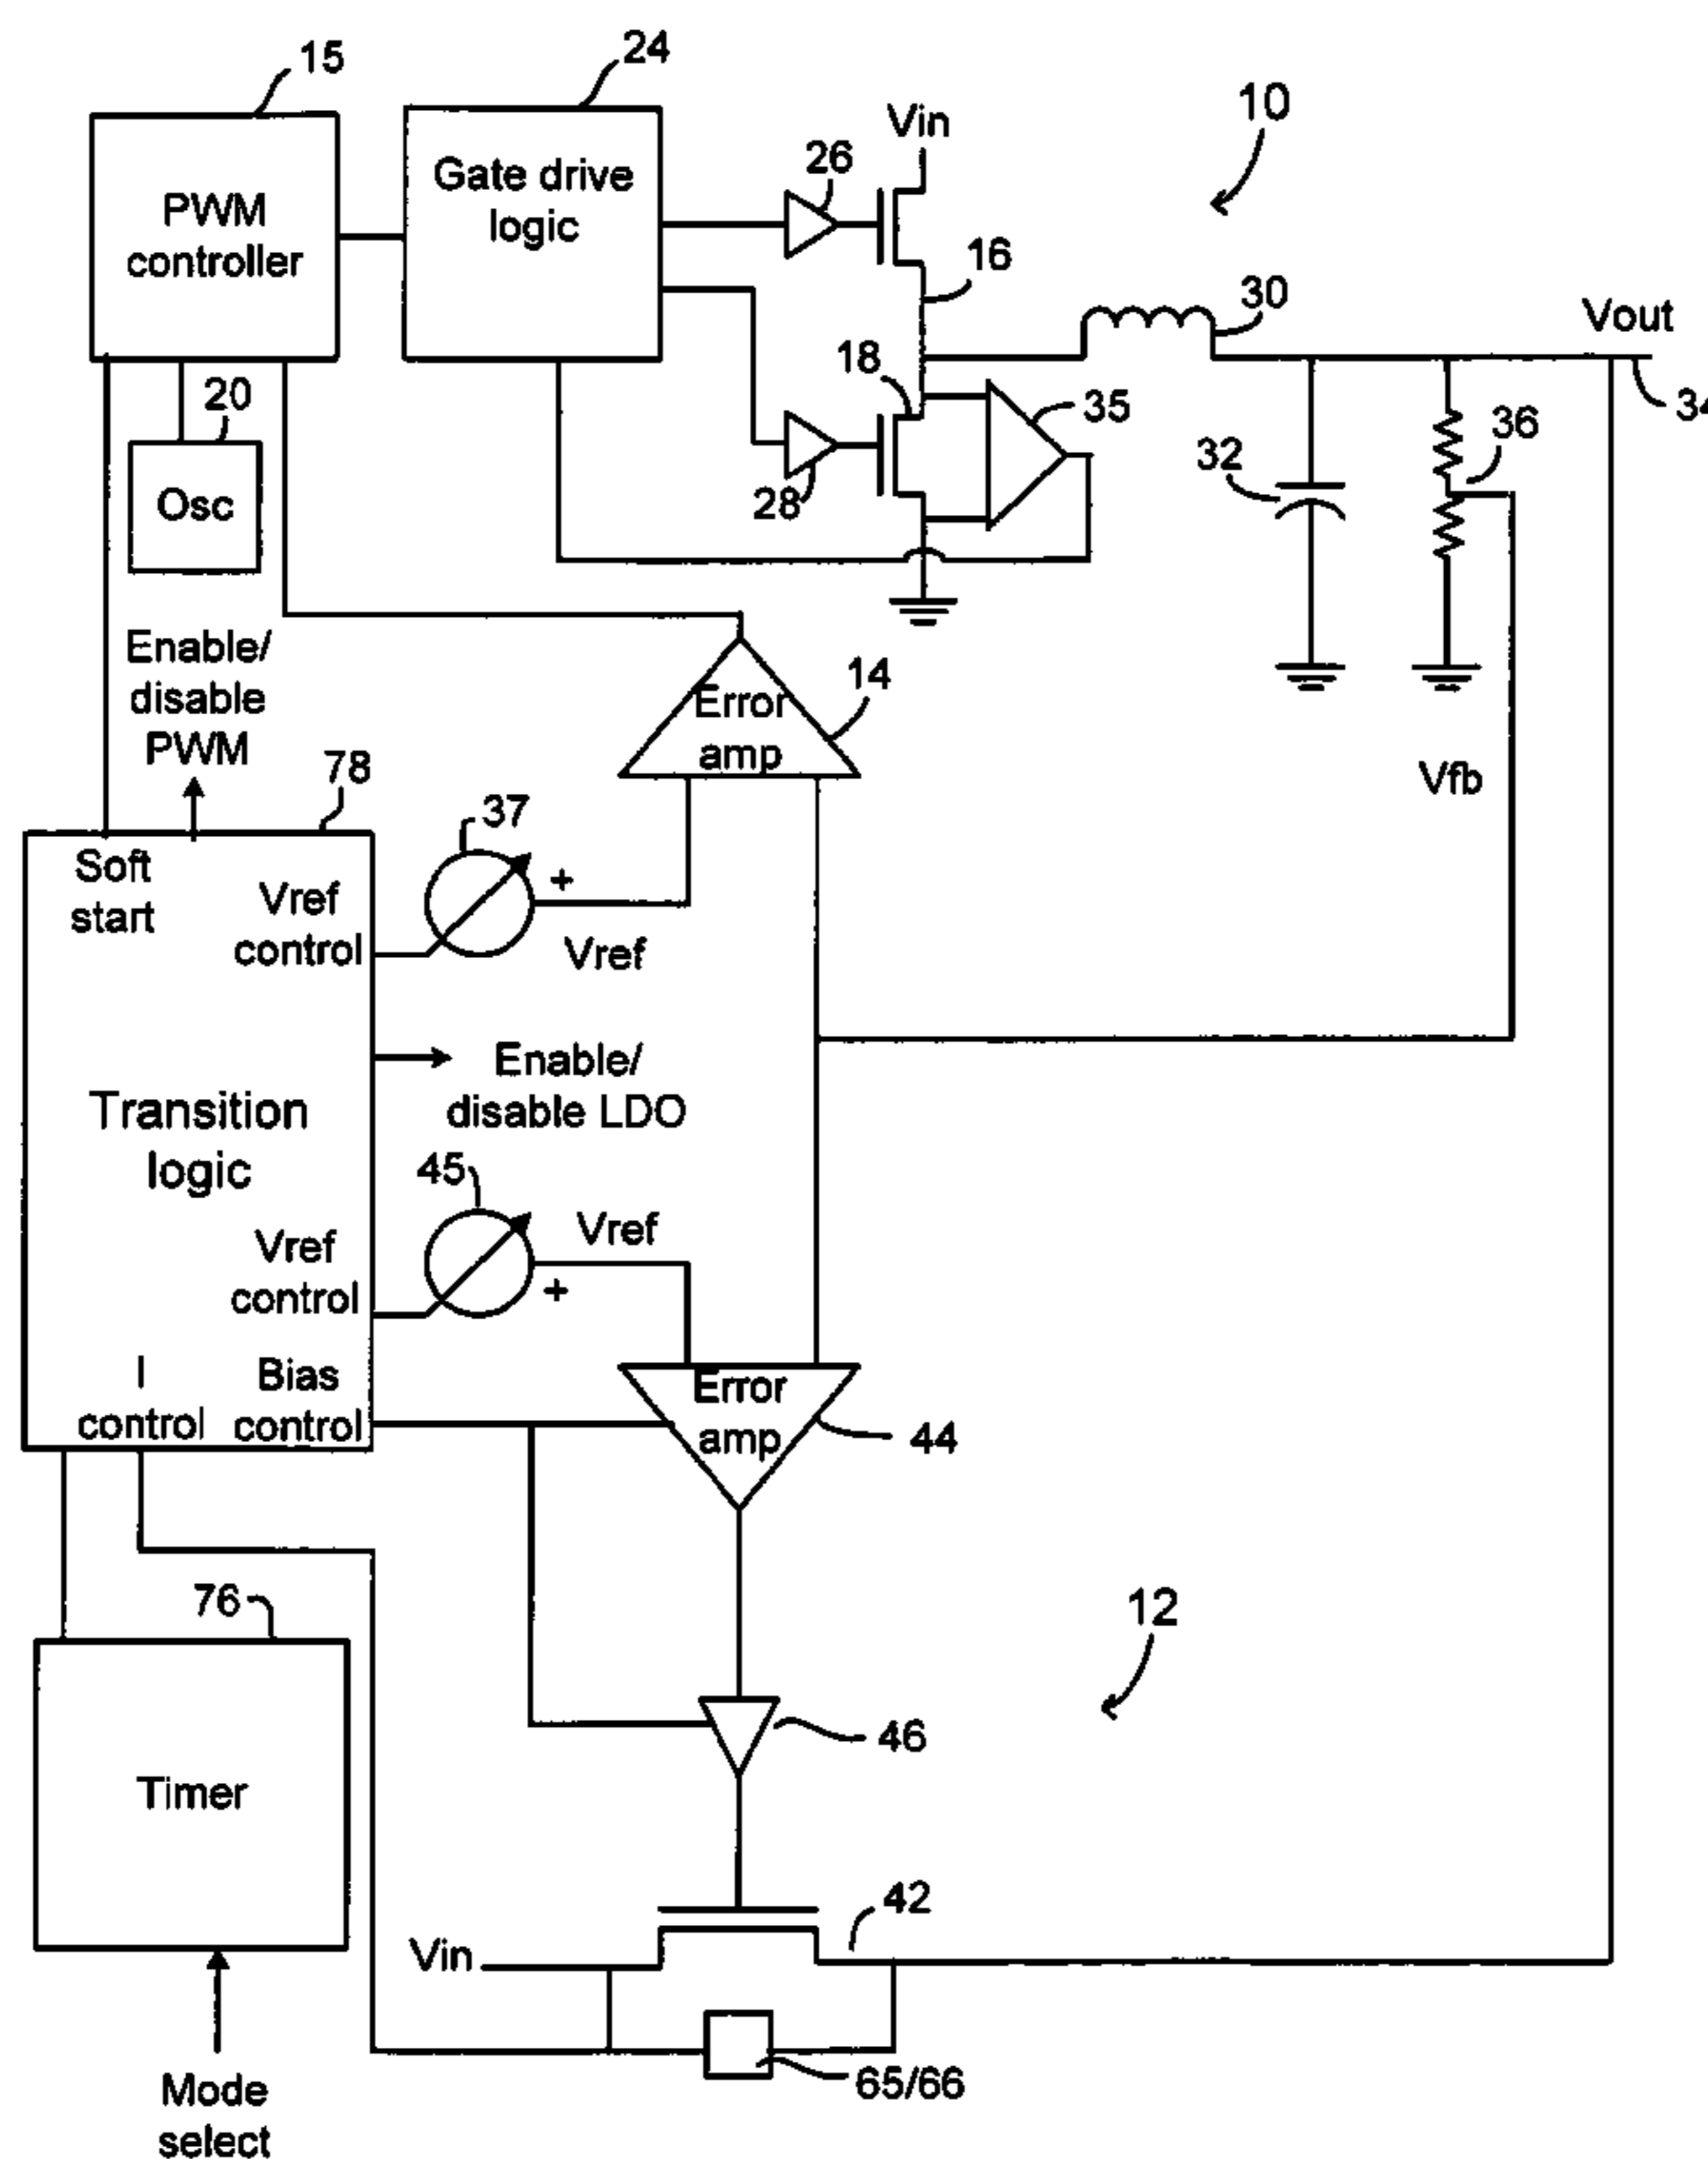 15
24
10
Vin
26
PWM
controller
Gate drive
logic
16
30
Vout
18
35
34
20
36
32
Osc
28
Enable/
disable
PWM
14
Error
amp
Vfb
78
37
Soft
start
Vref
control
+
Vref
Enable/
disable LDO
Transition
logic
45
Vref
Vref
control
+
I
control
Bias
control
Error
amp
44
76
12
46
Timer
42
Vin
65/66
Mode
select